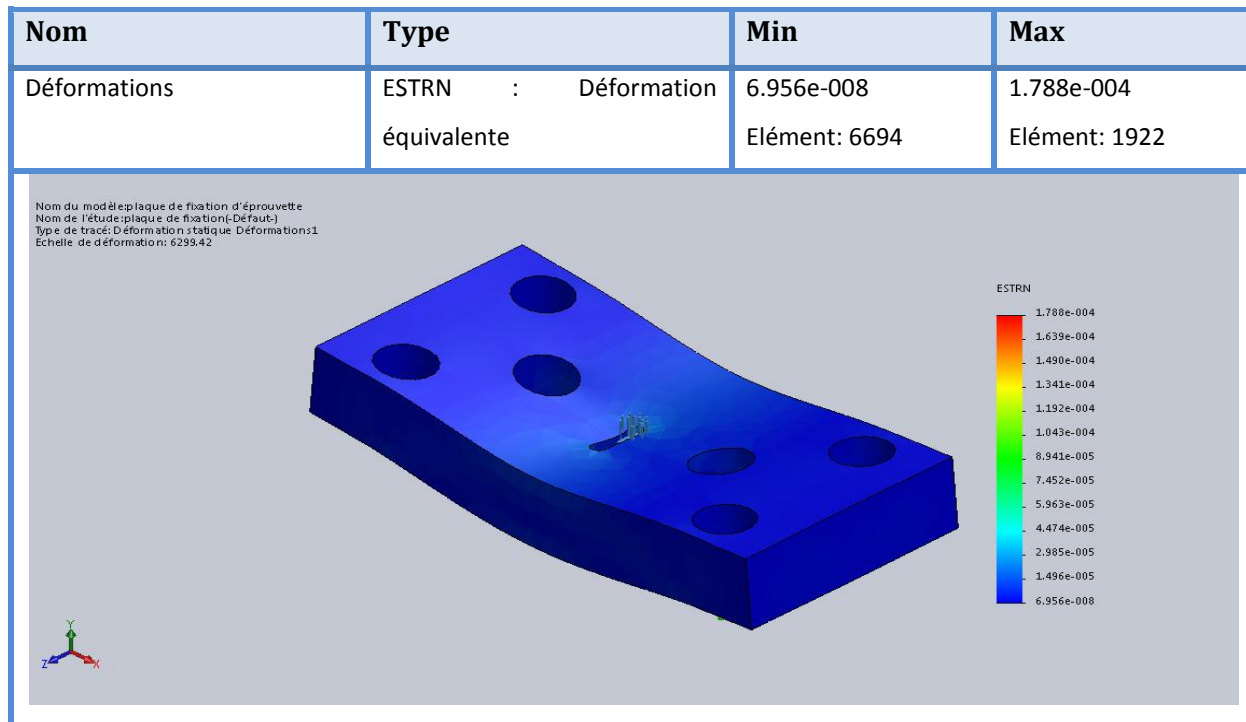 Nom Type Min Max
Déformations ESTRN : Déformation 6.956e-008 1.788e-004
équivalente Elément: 6694 Elément: 1922
Nom du modèle:plaque de fixation d'éprouvette
Nom de l'étude:plaque de fixation(-Défaut-)
Type de tracé: Déformation statique Déformations1
Echelle de déformation: 6299.42
ESTRN
1.788e-004
1.639e-004
1.490e-004
1.341e-004
1.192e-004
1.043e-004
8.941e-005
7.452e-005
5.963e-005
4.474e-005
2.985e-005
1.496e-005
6.956e-008
Y
Z X